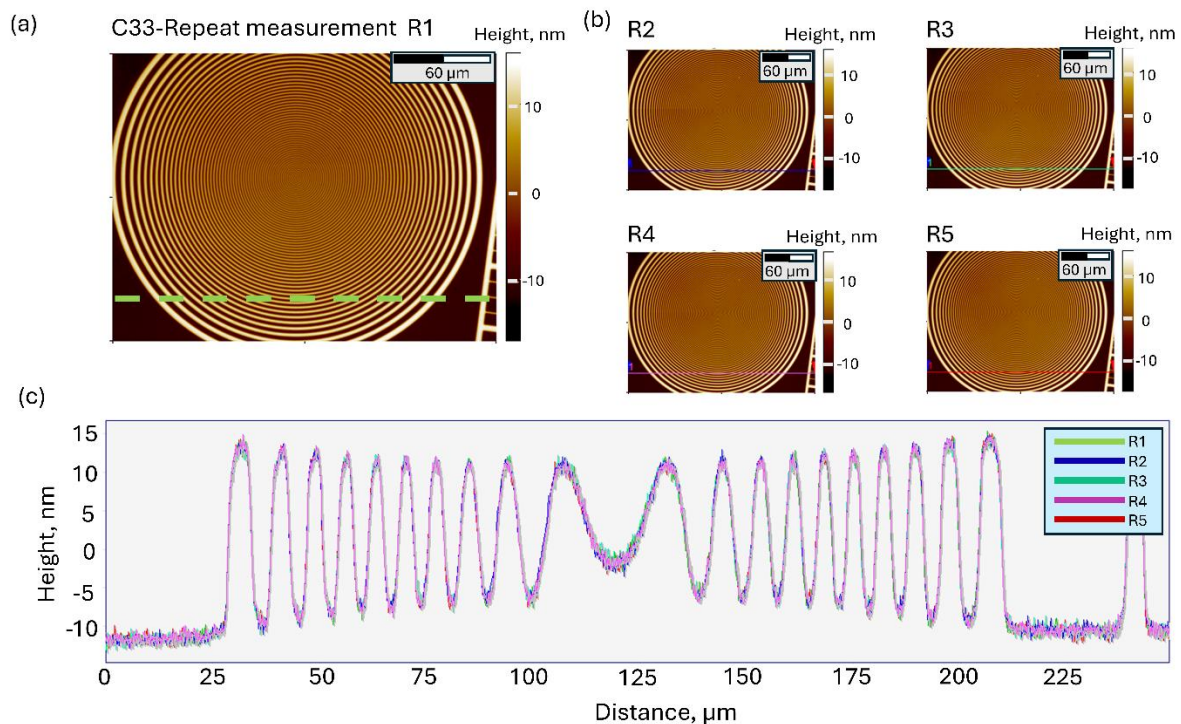 (a)
C33-Repeat measurement R1
Height, nm
60 µm
10
0
-10
(b)
R2
Height, nm
60 µm
10
0
-10
R3
Height, nm
60 µm
10
0
-10
R4
Height, nm
60 µm
10
0
-10
R5
Height, nm
60 µm
10
0
-10
(c)
Height, nm
15
10
5
0
-5
-10
R1
R2
R3
R4
R5
0 25 50 75 100 125 150 175 200 225
Distance, µm